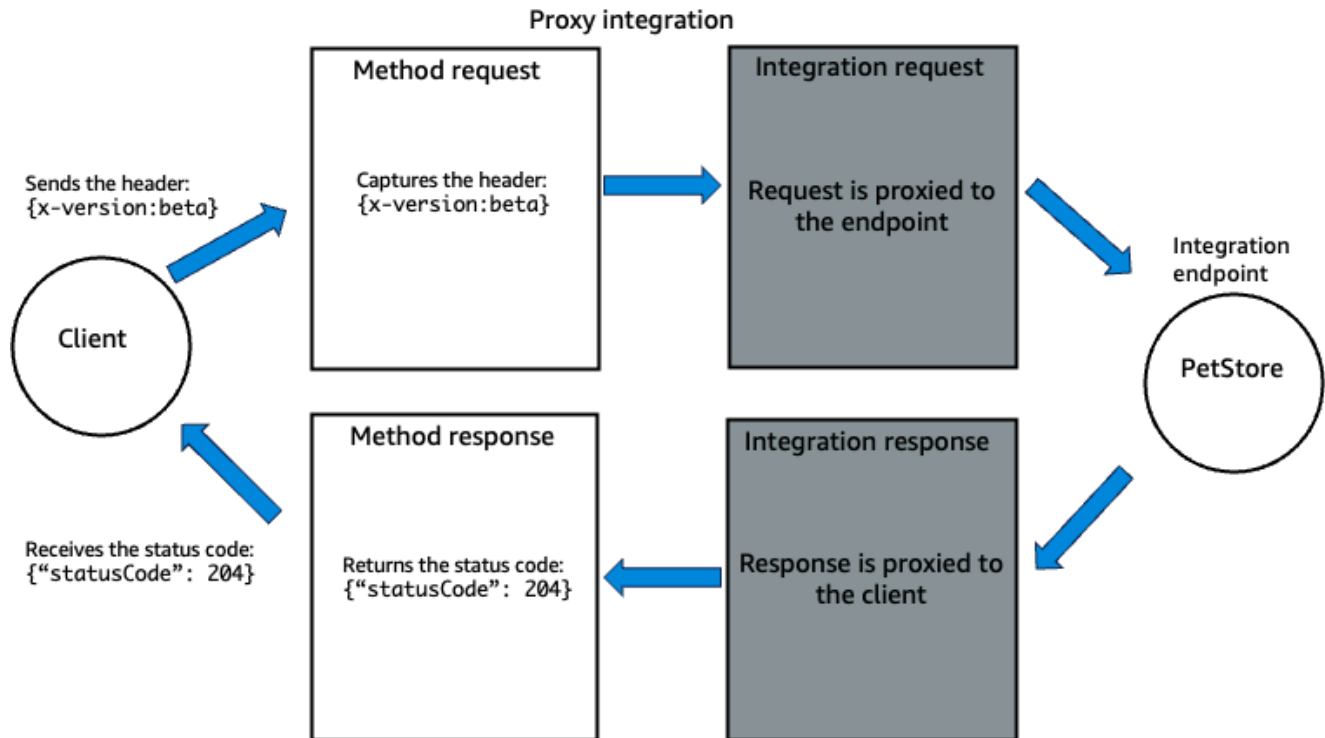 Proxy integration
Method request
Integration request
Sends the header:
{x-version:beta}
Captures the header:
{x-version:beta}
Request is proxied to
the endpoint
Integration
endpoint
Client
PetStore
Method response
Integration response
Receives the status code:
{“statusCode”: 204}
Returns the status code:
{“statusCode”: 204}
Response is proxied to
the client